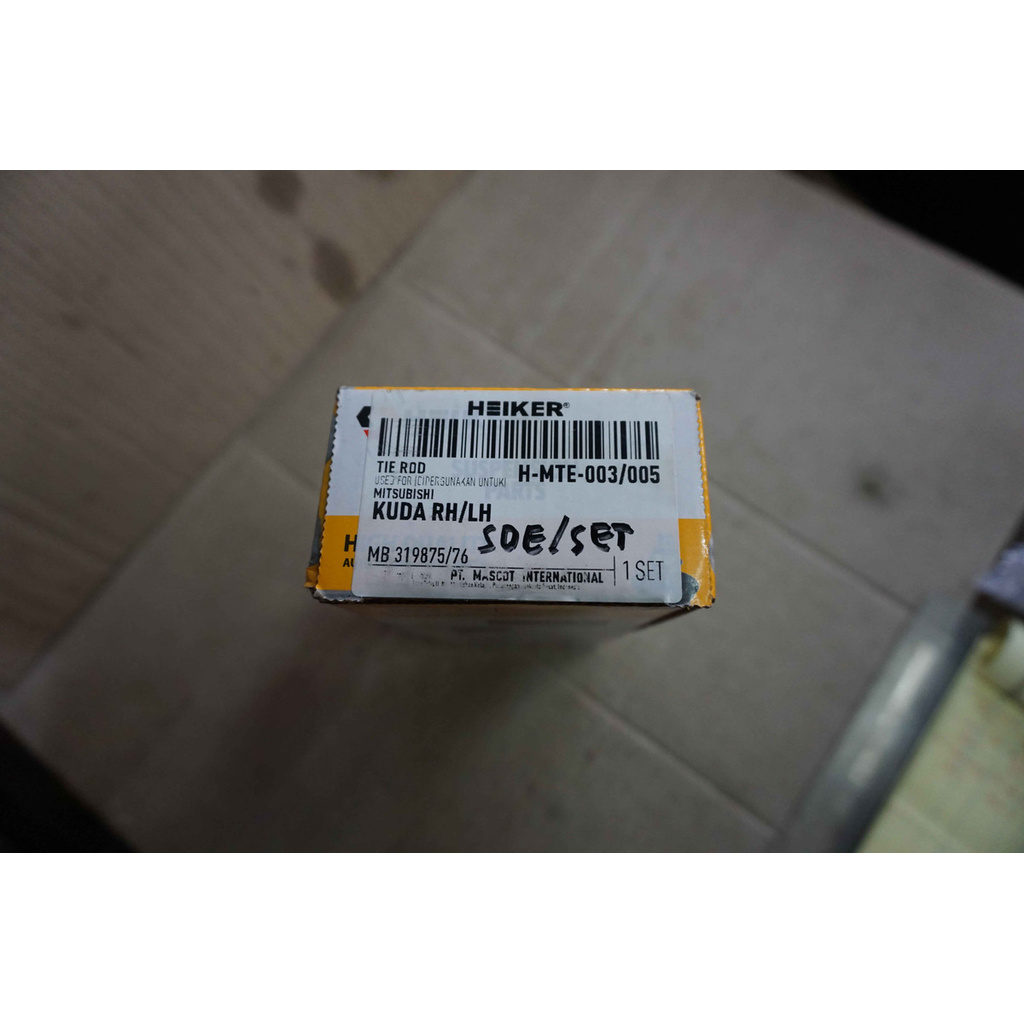 HEIKER®
TIE ROD
H-MTE-003/005
USED FOR (DIPERGUNAKAN UNTUK)
MITSUBISHI
KUDA RH/LH
SDE/SET
MB 319875/76
PT. MASCOT INTERNATIONAL
1 SET